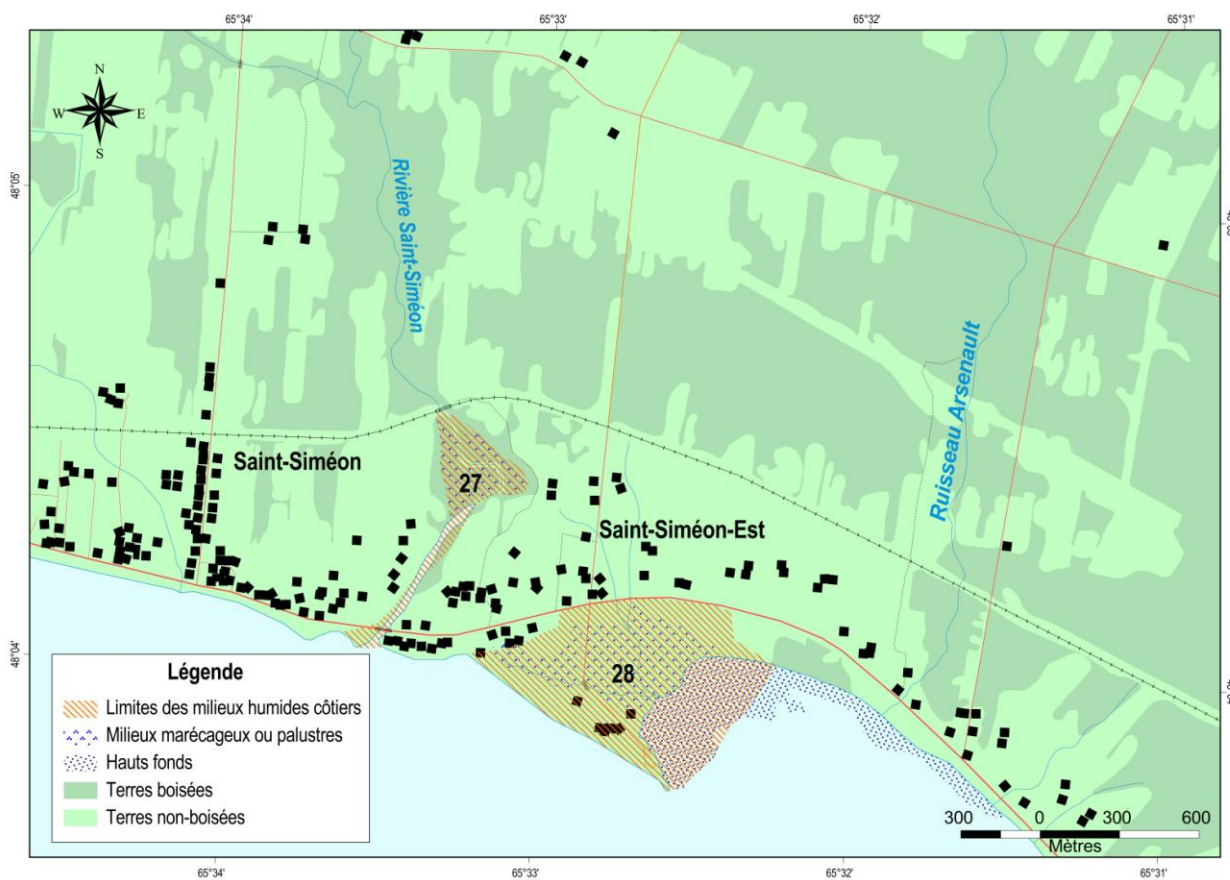 65°34' 65°33' 65°32' 65°31'
N
W E
S
48°05'
Rivière Saint-Siméon
Ruisseau Arsenault
Saint-Siméon
27
Saint-Siméon-Est
28
48°04'
Légende
Limites des milieux humides côtiers
Milieux marécageux ou palustres
Hauts fonds
Terres boisées
Terres non-boisées
300 0 300 600
Mètres
65°34' 65°33' 65°32' 65°31'